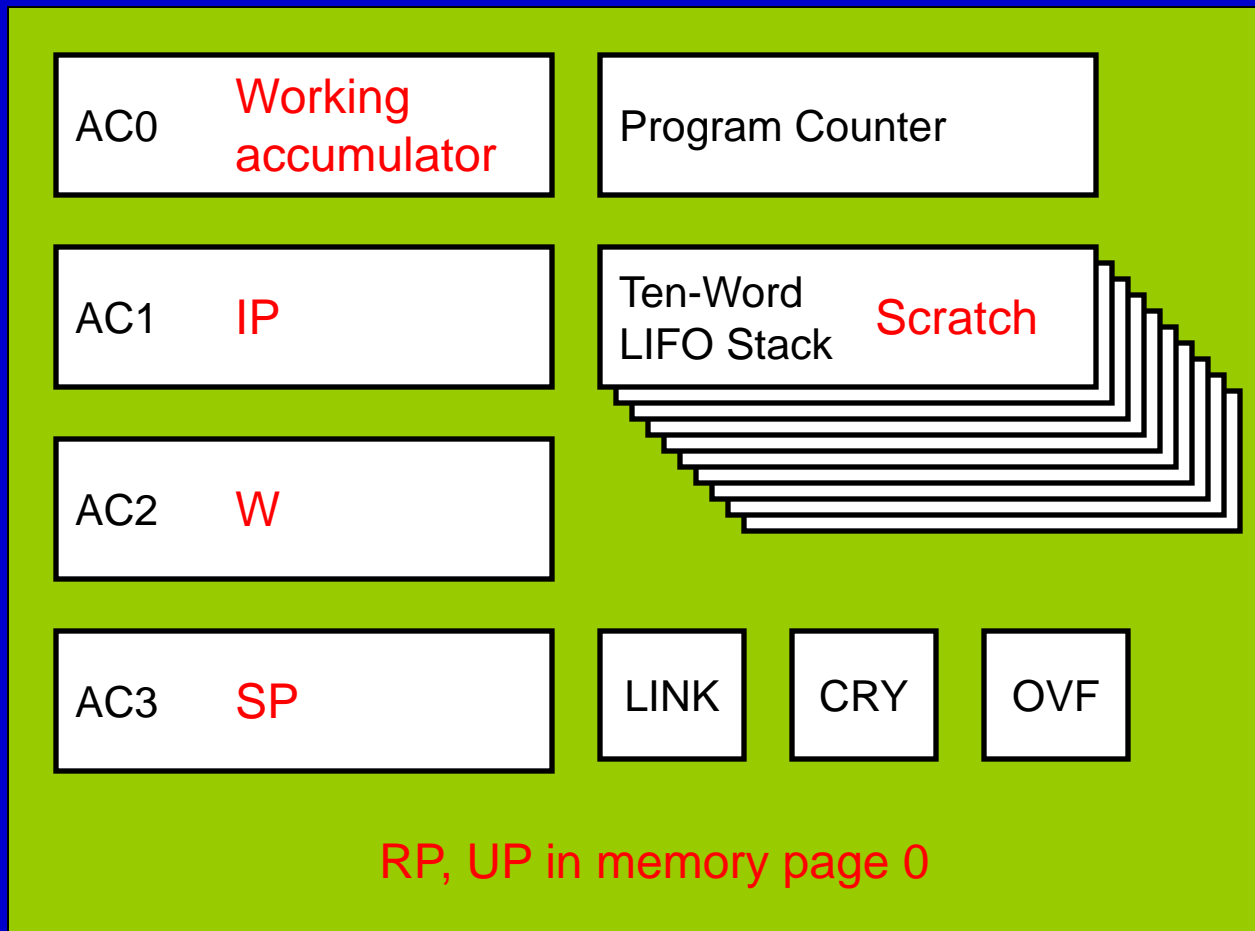 AC0
Working
accumulator
Program Counter
AC1
IP
Ten-Word
LIFO Stack
Scratch
AC2
W
AC3
SP
LINK
CRY
OVF
RP, UP in memory page 0